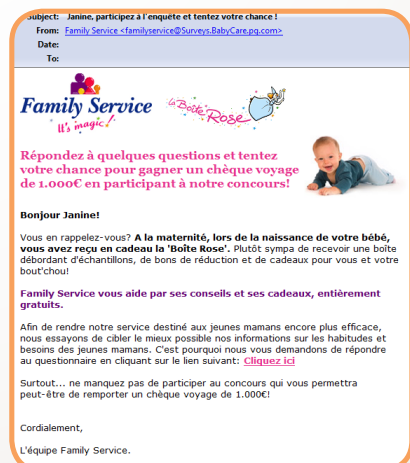 Subject: Janine, participez à l'enquête et tentez votre chance !
From: Family Service <familyservice@Surveys.BabyCare.pg.com>
Date:
To:
Family Service
It's magic!
La Boîte Rose
Répondez à quelques questions et tentez
votre chance pour gagner un chèque voyage
de 1.000€ en participant à notre concours!
Bonjour Janine!
Vous en rappelez-vous? A la maternité, lors de la naissance de votre bébé,
vous avez reçu en cadeau la 'Boîte Rose'. Plutôt sympa de recevoir une boîte
débordant d'échantillons, de bons de réduction et de cadeaux pour vous et votre
bout'chou!
Family Service vous aide par ses conseils et ses cadeaux, entièrement
gratuits.
Afin de rendre notre service destiné aux jeunes mamans encore plus efficace,
nous essayons de cibler le mieux possible nos informations sur les habitudes et
besoins des jeunes mamans. C'est pourquoi nous vous demandons de répondre
au questionnaire en cliquant sur le lien suivant: Cliquez ici
Surtout... ne manquez pas de participer au concours qui vous permettra
peut-être de remporter un chèque voyage de 1.000€!
Cordialement,
L'équipe Family Service.